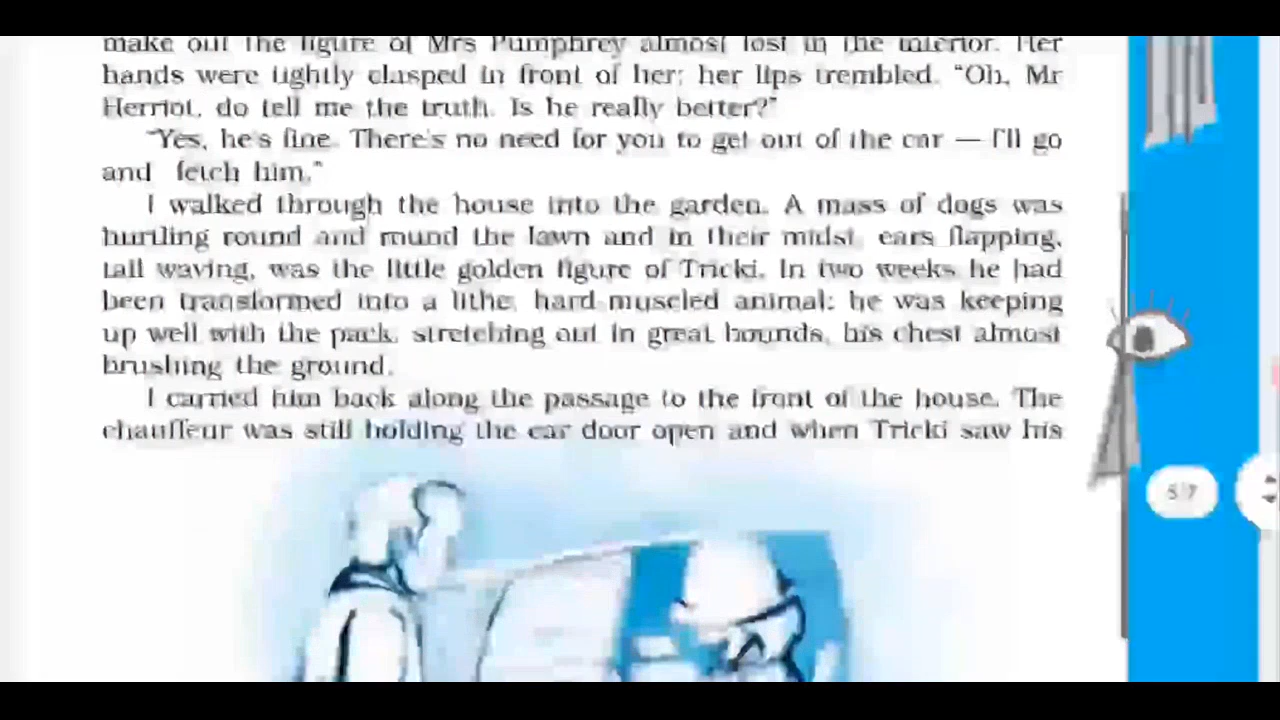 make out the figure of Mrs Pumphrey almost lost in the interior. Her
hands were tightly clasped in front of her; her lips trembled. “Oh, Mr
Herriot, do tell me the truth. Is he really better?”
“Yes, he's fine. There's no need for you to get out of the car — I'll go
and fetch him.”
I walked through the house into the garden. A mass of dogs was
hurtling round and round the lawn and in their midst, ears flapping,
tail waving, was the little golden figure of Tricki. In two weeks he had
been transformed into a lithe, hard-muscled animal; he was keeping
up well with the pack, stretching out in great bounds, his chest almost
brushing the ground.
I carried him back along the passage to the front of the house. The
chauffeur was still holding the car door open and when Tricki saw his